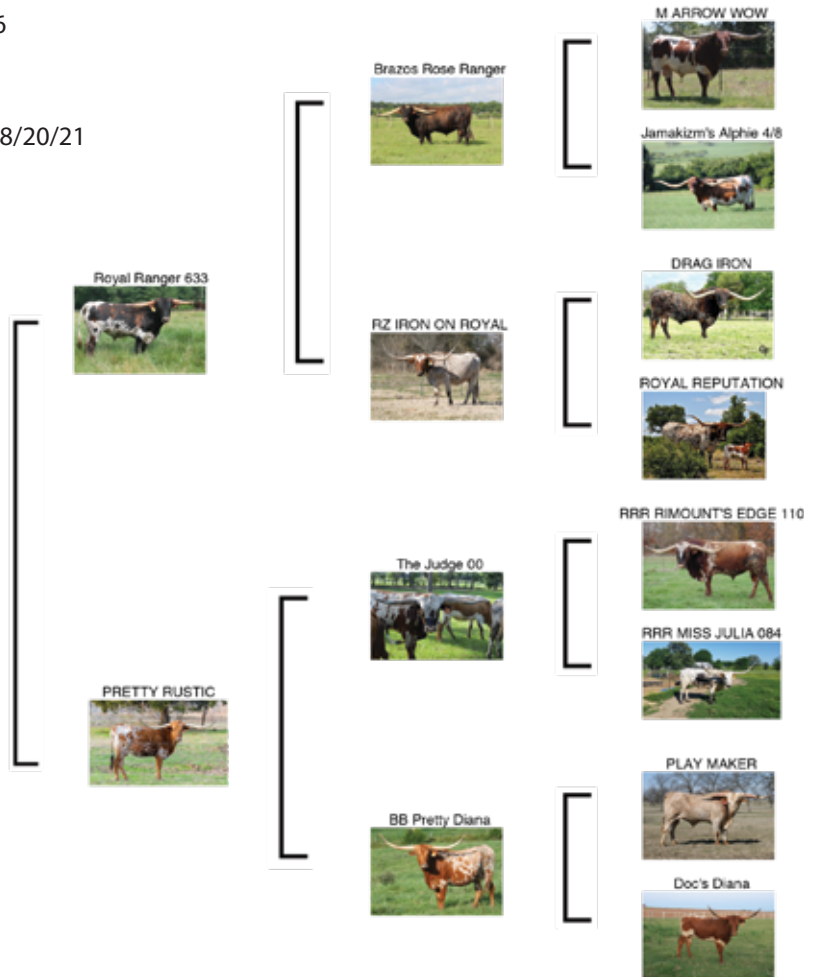 6
8/20/21
Royal Ranger 633
PRETTY RUSTIC
Brazos Rose Ranger
RZ IRON ON ROYAL
The Judge 00
BB Pretty Diana
M ARROW WOW
Jamakizm's Alphie 4/8
DRAG IRON
ROYAL REPUTATION
RRR RIMOUNT'S EDGE 110
RRR MISS JULIA 084
PLAY MAKER
Doc's Diana